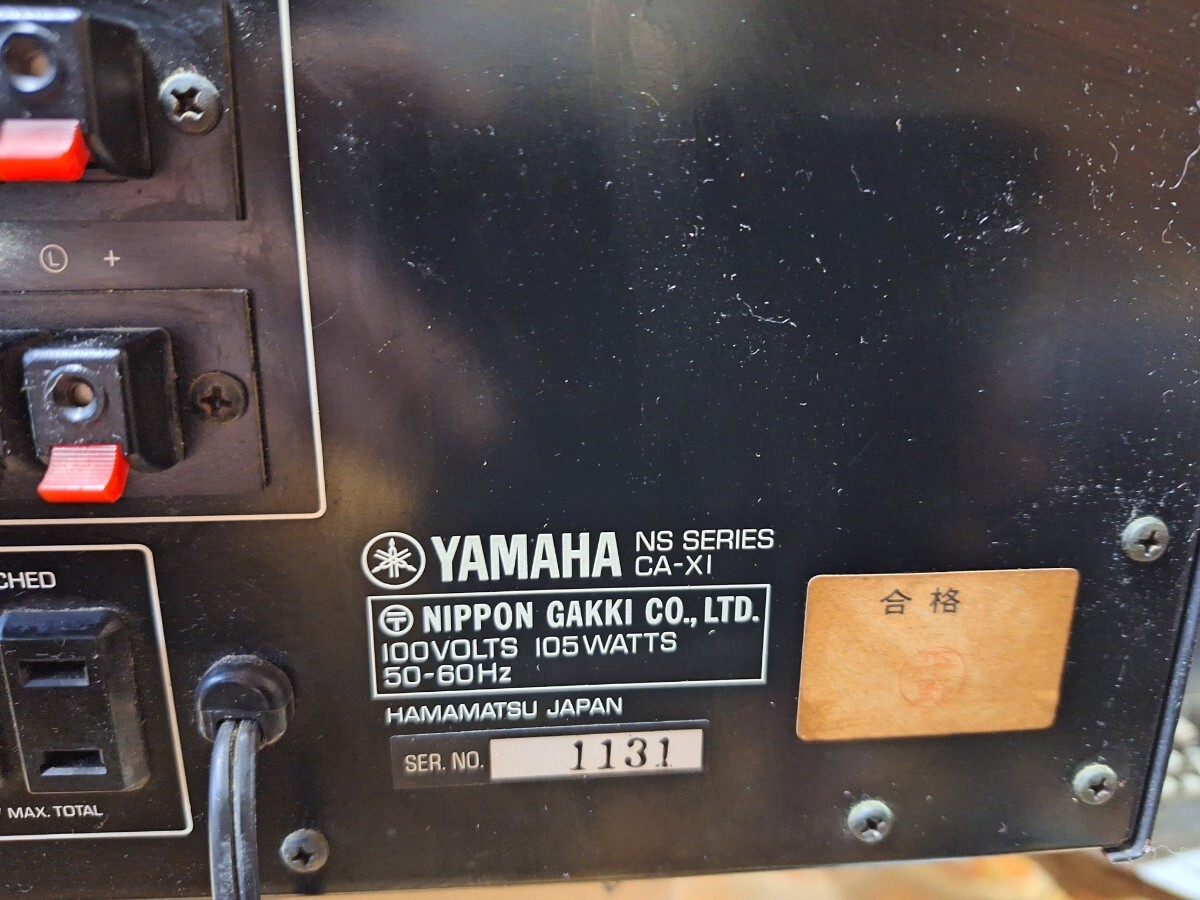 L +
CHED
MAX. TOTAL
YAMAHA NS SERIES
CA-X1
〒 NIPPON GAKKI CO., LTD.
100VOLTS 105WATTS
50-60Hz
HAMAMATSU JAPAN
SER. NO. 1131
合格